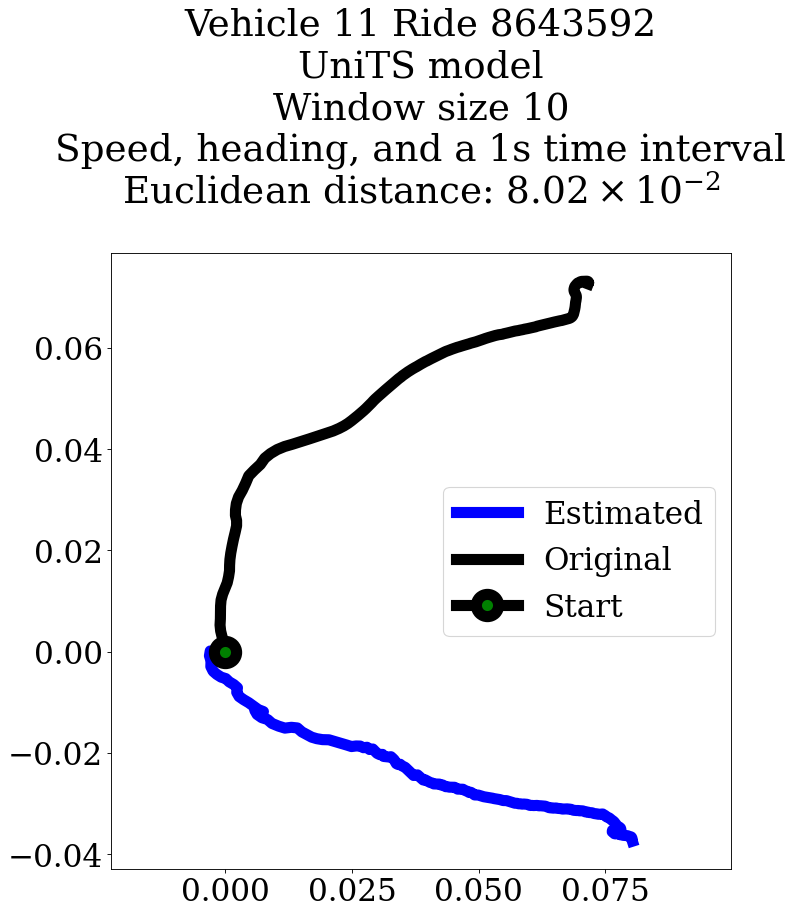 Vehicle 11 Ride 8643592
UniTS model
Window size 10
Speed, heading, and a 1s time interval
Euclidean distance: 8.02 × 10⁻²
0.06
0.04
0.02
0.00
−0.02
−0.04
Estimated
Original
Start
0.000 0.025 0.050 0.075